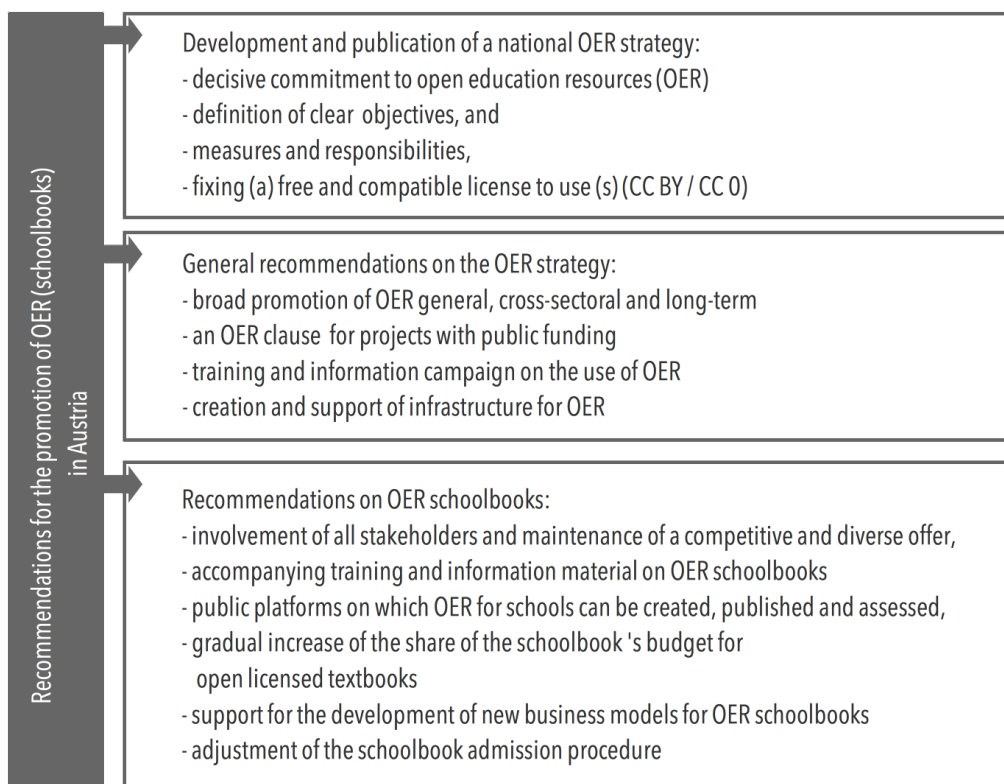 Recommendations for the promotion of OER (schoolbooks)
in Austria
Development and publication of a national OER strategy:
- decisive commitment to open education resources (OER)
- definition of clear objectives, and
- measures and responsibilities,
- fixing (a) free and compatible license to use (s) (CC BY / CC 0)
General recommendations on the OER strategy:
- broad promotion of OER general, cross-sectoral and long-term
- an OER clause for projects with public funding
- training and information campaign on the use of OER
- creation and support of infrastructure for OER
Recommendations on OER schoolbooks:
- involvement of all stakeholders and maintenance of a competitive and diverse offer,
- accompanying training and information material on OER schoolbooks
- public platforms on which OER for schools can be created, published and assessed,
- gradual increase of the share of the schoolbook 's budget for
open licensed textbooks
- support for the development of new business models for OER schoolbooks
- adjustment of the schoolbook admission procedure